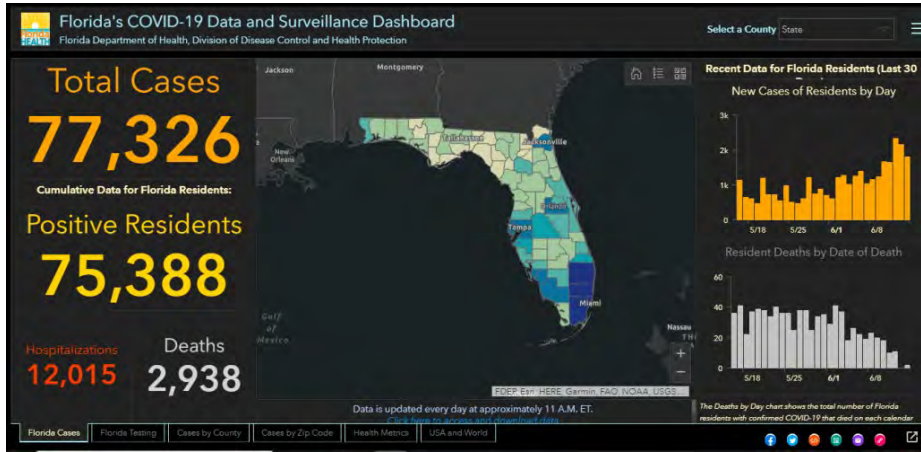 Florida's COVID-19 Data and Surveillance Dashboard
Florida Department of Health, Division of Disease Control and Health Protection
Select a County State
Total Cases
77,326
Cumulative Data for Florida Residents:
Positive Residents
75,388
Hospitalizations
12,015
Deaths
2,938
Jackson
Montgomery
New Orleans
Tallahassee
Jacksonville
Orlando
Tampa
Miami
Gulf
of
Mexico
Nassau
FDEP, Esri, HERE, Garmin, FAO, NOAA, USGS
Data is updated every day at approximately 11 A.M. ET.
Click here to access and download data
Recent Data for Florida Residents (Last 30
New Cases of Residents by Day
3k
2k
1k
0
5/18 5/25 6/1 6/8
Resident Deaths by Date of Death
60
40
20
0
5/18 5/25 6/1 6/8
The Deaths by Day chart shows the total number of Florida
residents with confirmed COVID-19 that died on each calendar
Florida Cases Florida Testing Cases by County Cases by Zip Code Health Metrics USA and World